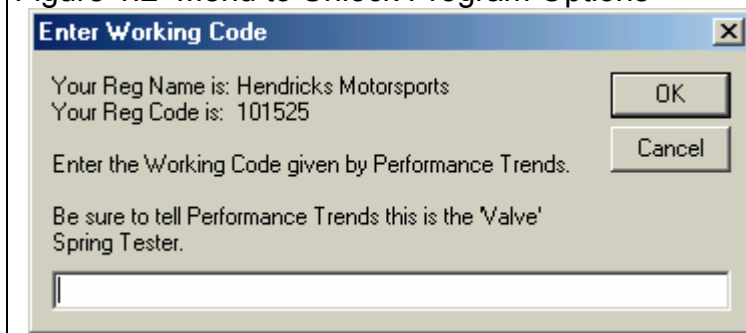 Figure 1.2 Menu to Unlock Program Options
Enter Working Code
Your Reg Name is: Hendricks Motorsports
Your Reg Code is: 101525
Enter the Working Code given by Performance Trends.
Be sure to tell Performance Trends this is the 'Valve'
Spring Tester.
OK
Cancel